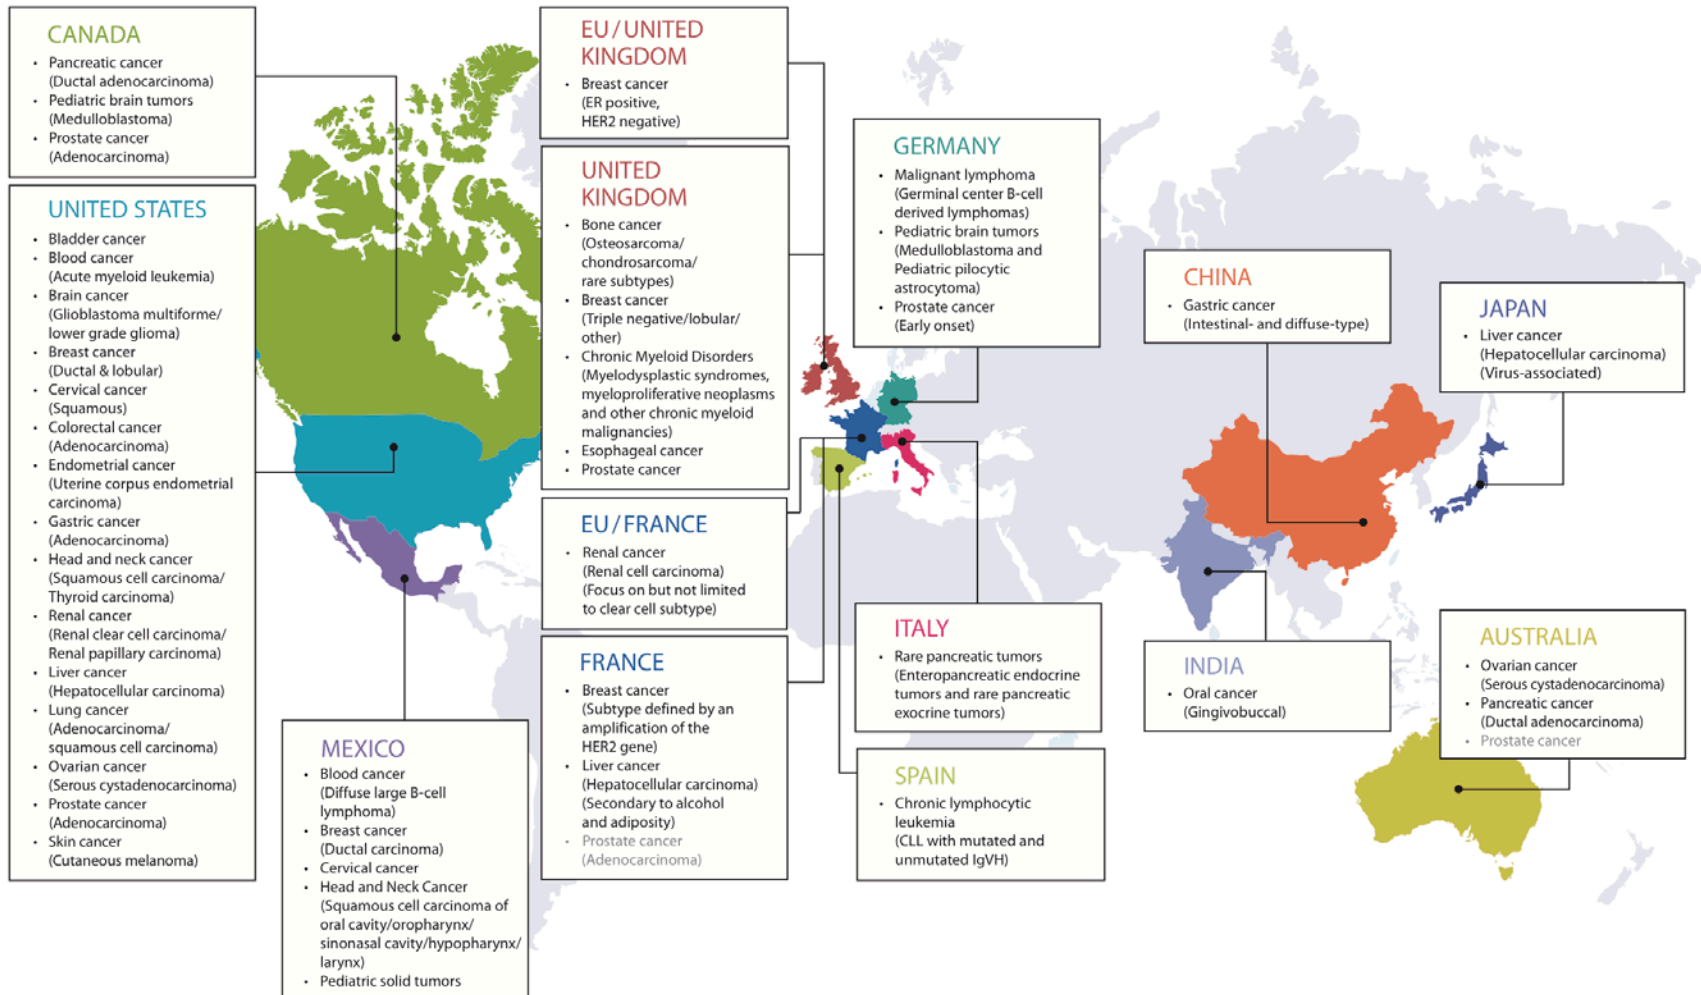 CANADA
• Pancreatic cancer
(Ductal adenocarcinoma)
• Pediatric brain tumors
(Medulloblastoma)
• Prostate cancer
(Adenocarcinoma)
UNITED STATES
• Bladder cancer
• Blood cancer
(Acute myeloid leukemia)
• Brain cancer
(Glioblastoma multiforme/
lower grade glioma)
• Breast cancer
(Ductal & lobular)
• Cervical cancer
(Squamous)
• Colorectal cancer
(Adenocarcinoma)
• Endometrial cancer
(Uterine corpus endometrial
carcinoma)
• Gastric cancer
(Adenocarcinoma)
• Head and neck cancer
(Squamous cell carcinoma/
Thyroid carcinoma)
• Renal cancer
(Renal clear cell carcinoma/
Renal papillary carcinoma)
• Liver cancer
(Hepatocellular carcinoma)
• Lung cancer
(Adenocarcinoma/
squamous cell carcinoma)
• Ovarian cancer
(Serous cystadenocarcinoma)
• Prostate cancer
(Adenocarcinoma)
• Skin cancer
(Cutaneous melanoma)
MEXICO
• Blood cancer
(Diffuse large B-cell
lymphoma)
• Breast cancer
(Ductal carcinoma)
• Cervical cancer
• Head and Neck Cancer
(Squamous cell carcinoma of
oral cavity/oropharynx/
sinonasal cavity/hypopharynx/
larynx)
• Pediatric solid tumors
EU / UNITED
KINGDOM
• Breast cancer
(ER positive,
HER2 negative)
UNITED
KINGDOM
• Bone cancer
(Osteosarcoma/
chondrosarcoma/
rare subtypes)
• Breast cancer
(Triple negative/lobular/
other)
• Chronic Myeloid Disorders
(Myelodysplastic syndromes,
myeloproliferative neoplasms
and other chronic myeloid
malignancies)
• Esophageal cancer
• Prostate cancer
EU / FRANCE
• Renal cancer
(Renal cell carcinoma)
(Focus on but not limited
to clear cell subtype)
FRANCE
• Breast cancer
(Subtype defined by an
amplification of the
HER2 gene)
• Liver cancer
(Hepatocellular carcinoma)
(Secondary to alcohol
and adiposity)
• Prostate cancer
(Adenocarcinoma)
GERMANY
• Malignant lymphoma
(Germinal center B-cell
derived lymphomas)
• Pediatric brain tumors
(Medulloblastoma and
Pediatric pilocytic
astrocytoma)
• Prostate cancer
(Early onset)
ITALY
• Rare pancreatic tumors
(Enteropancreatic endocrine
tumors and rare pancreatic
exocrine tumors)
SPAIN
• Chronic lymphocytic
leukemia
(CLL with mutated and
unmutated IgVH)
CHINA
• Gastric cancer
(Intestinal- and diffuse-type)
JAPAN
• Liver cancer
(Hepatocellular carcinoma)
(Virus-associated)
INDIA
• Oral cancer
(Gingivobuccal)
AUSTRALIA
• Ovarian cancer
(Serous cystadenocarcinoma)
• Pancreatic cancer
(Ductal adenocarcinoma)
• Prostate cancer